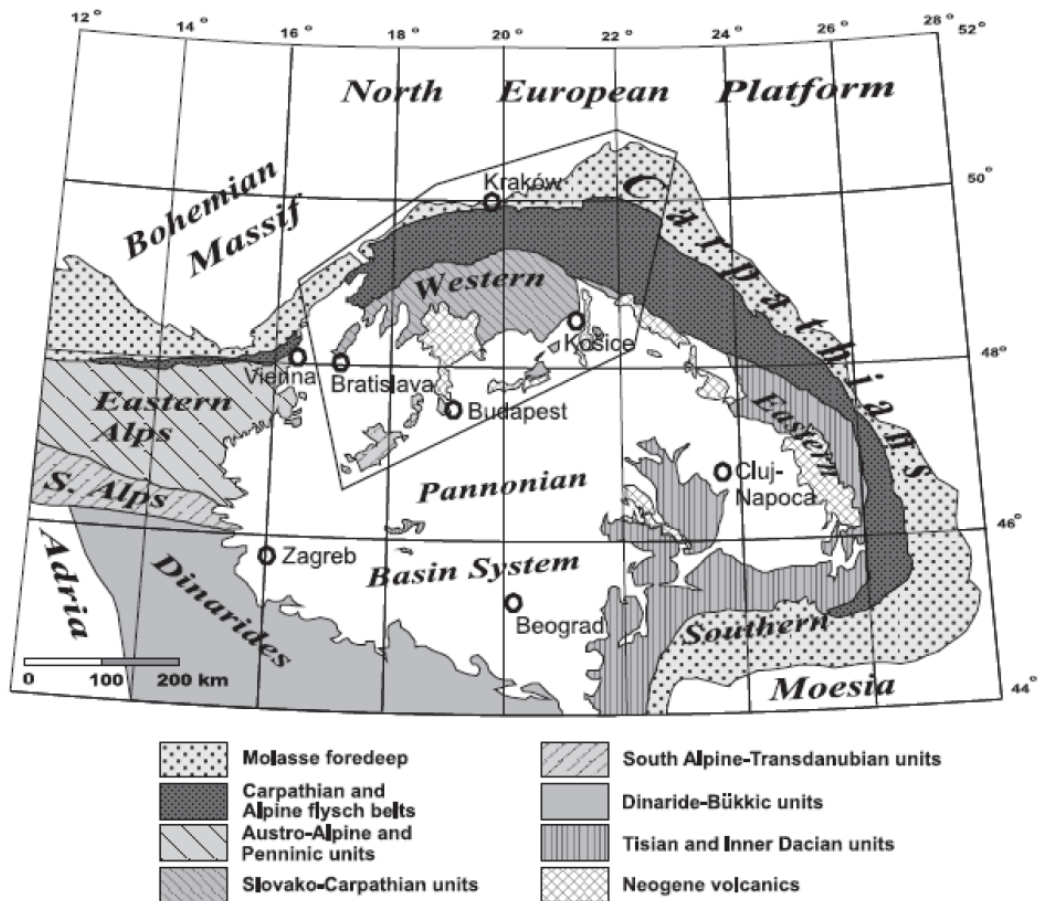 12° 14° 16° 18° 20° 22° 24° 26° 28° 52°
North European Platform
Bohemian
Massif
Kraków
50°
Carpathians
Western
Košice
48°
Vienna
Bratislava
Budapest
Eastern
Alps
Eastern
S. Alps
Pannonian
Cluj-
Napoca
46°
Adria
Dinarides
Zagreb
Basin System
Beograd
Southern
0 100 200 km
Moesia
44°
Molasse foredeep
Carpathian and
Alpine flysch belts
Austro-Alpine and
Penninic units
Slovako-Carpathian units
South Alpine-Transdanubian units
Dinaride-Bükkic units
Tisian and Inner Dacian units
Neogene volcanics